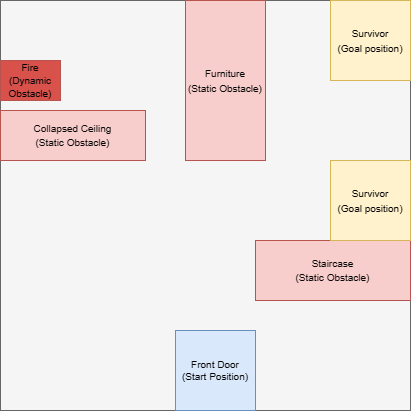 Survivor
(Goal position)
Fire
(Dynamic
Obstacle)
Furniture
(Static Obstacle)
Collapsed Ceiling
(Static Obstacle)
Survivor
(Goal position)
Staircase
(Static Obstacle)
Front Door
(Start Position)